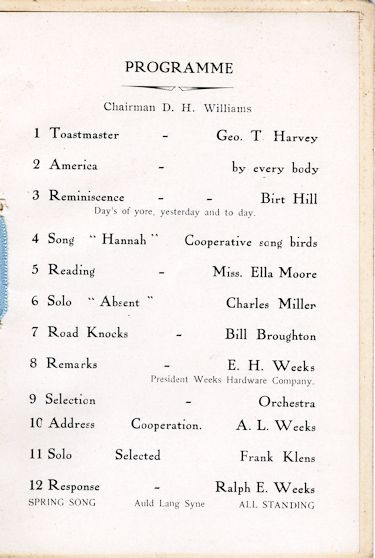 PROGRAMME
Chairman D. H. Williams
1 Toastmaster - Geo. T. Harvey
2 America - by every body
3 Reminiscence - - Birt Hill
Day's of yore, yesterday and to day.
4 Song " Hannah " Cooperative song birds
5 Reading - Miss. Ella Moore
6 Solo " Absent " Charles Miller
7 Road Knocks - Bill Broughton
8 Remarks - E. H. Weeks
President Weeks Hardware Company.
9 Selection - Orchestra
10 Address Cooperation. A. L. Weeks
11 Solo Selected Frank Klens
12 Response - Ralph E. Weeks
SPRING SONG Auld Lang Syne ALL STANDING